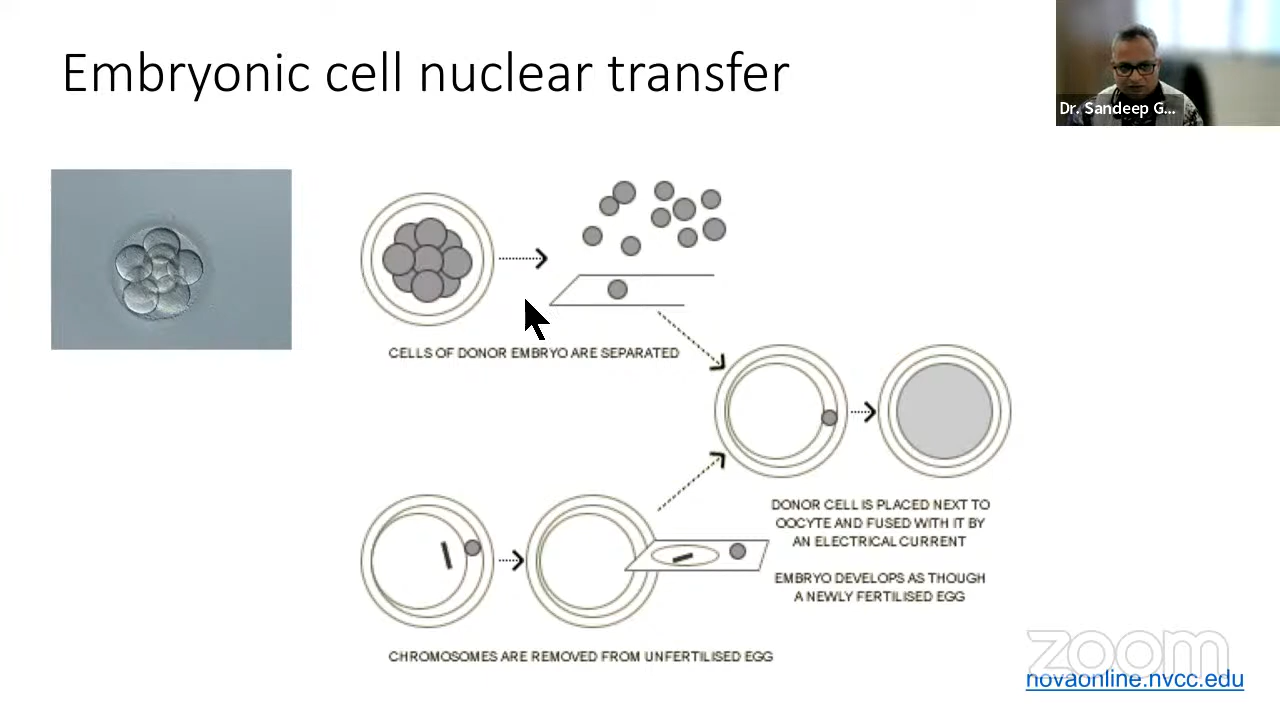 Embryonic cell nuclear transfer
Dr. Sandeep G...
CELLS OF DONOR EMBRYO ARE SEPARATED
DONOR CELL IS PLACED NEXT TO
OOCYTE AND FUSED WITH IT BY
AN ELECTRICAL CURRENT
EMBRYO DEVELOPS AS THOUGH
A NEWLY FERTILISED EGG
CHROMOSOMES ARE REMOVED FROM UNFERTILISED EGG
zoom
novaonline.nvcc.edu